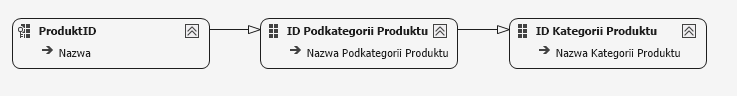 ProduktID
Nazwa
ID Podkategorii Produktu
Nazwa Podkategorii Produktu
ID Kategorii Produktu
Nazwa Kategorii Produktu